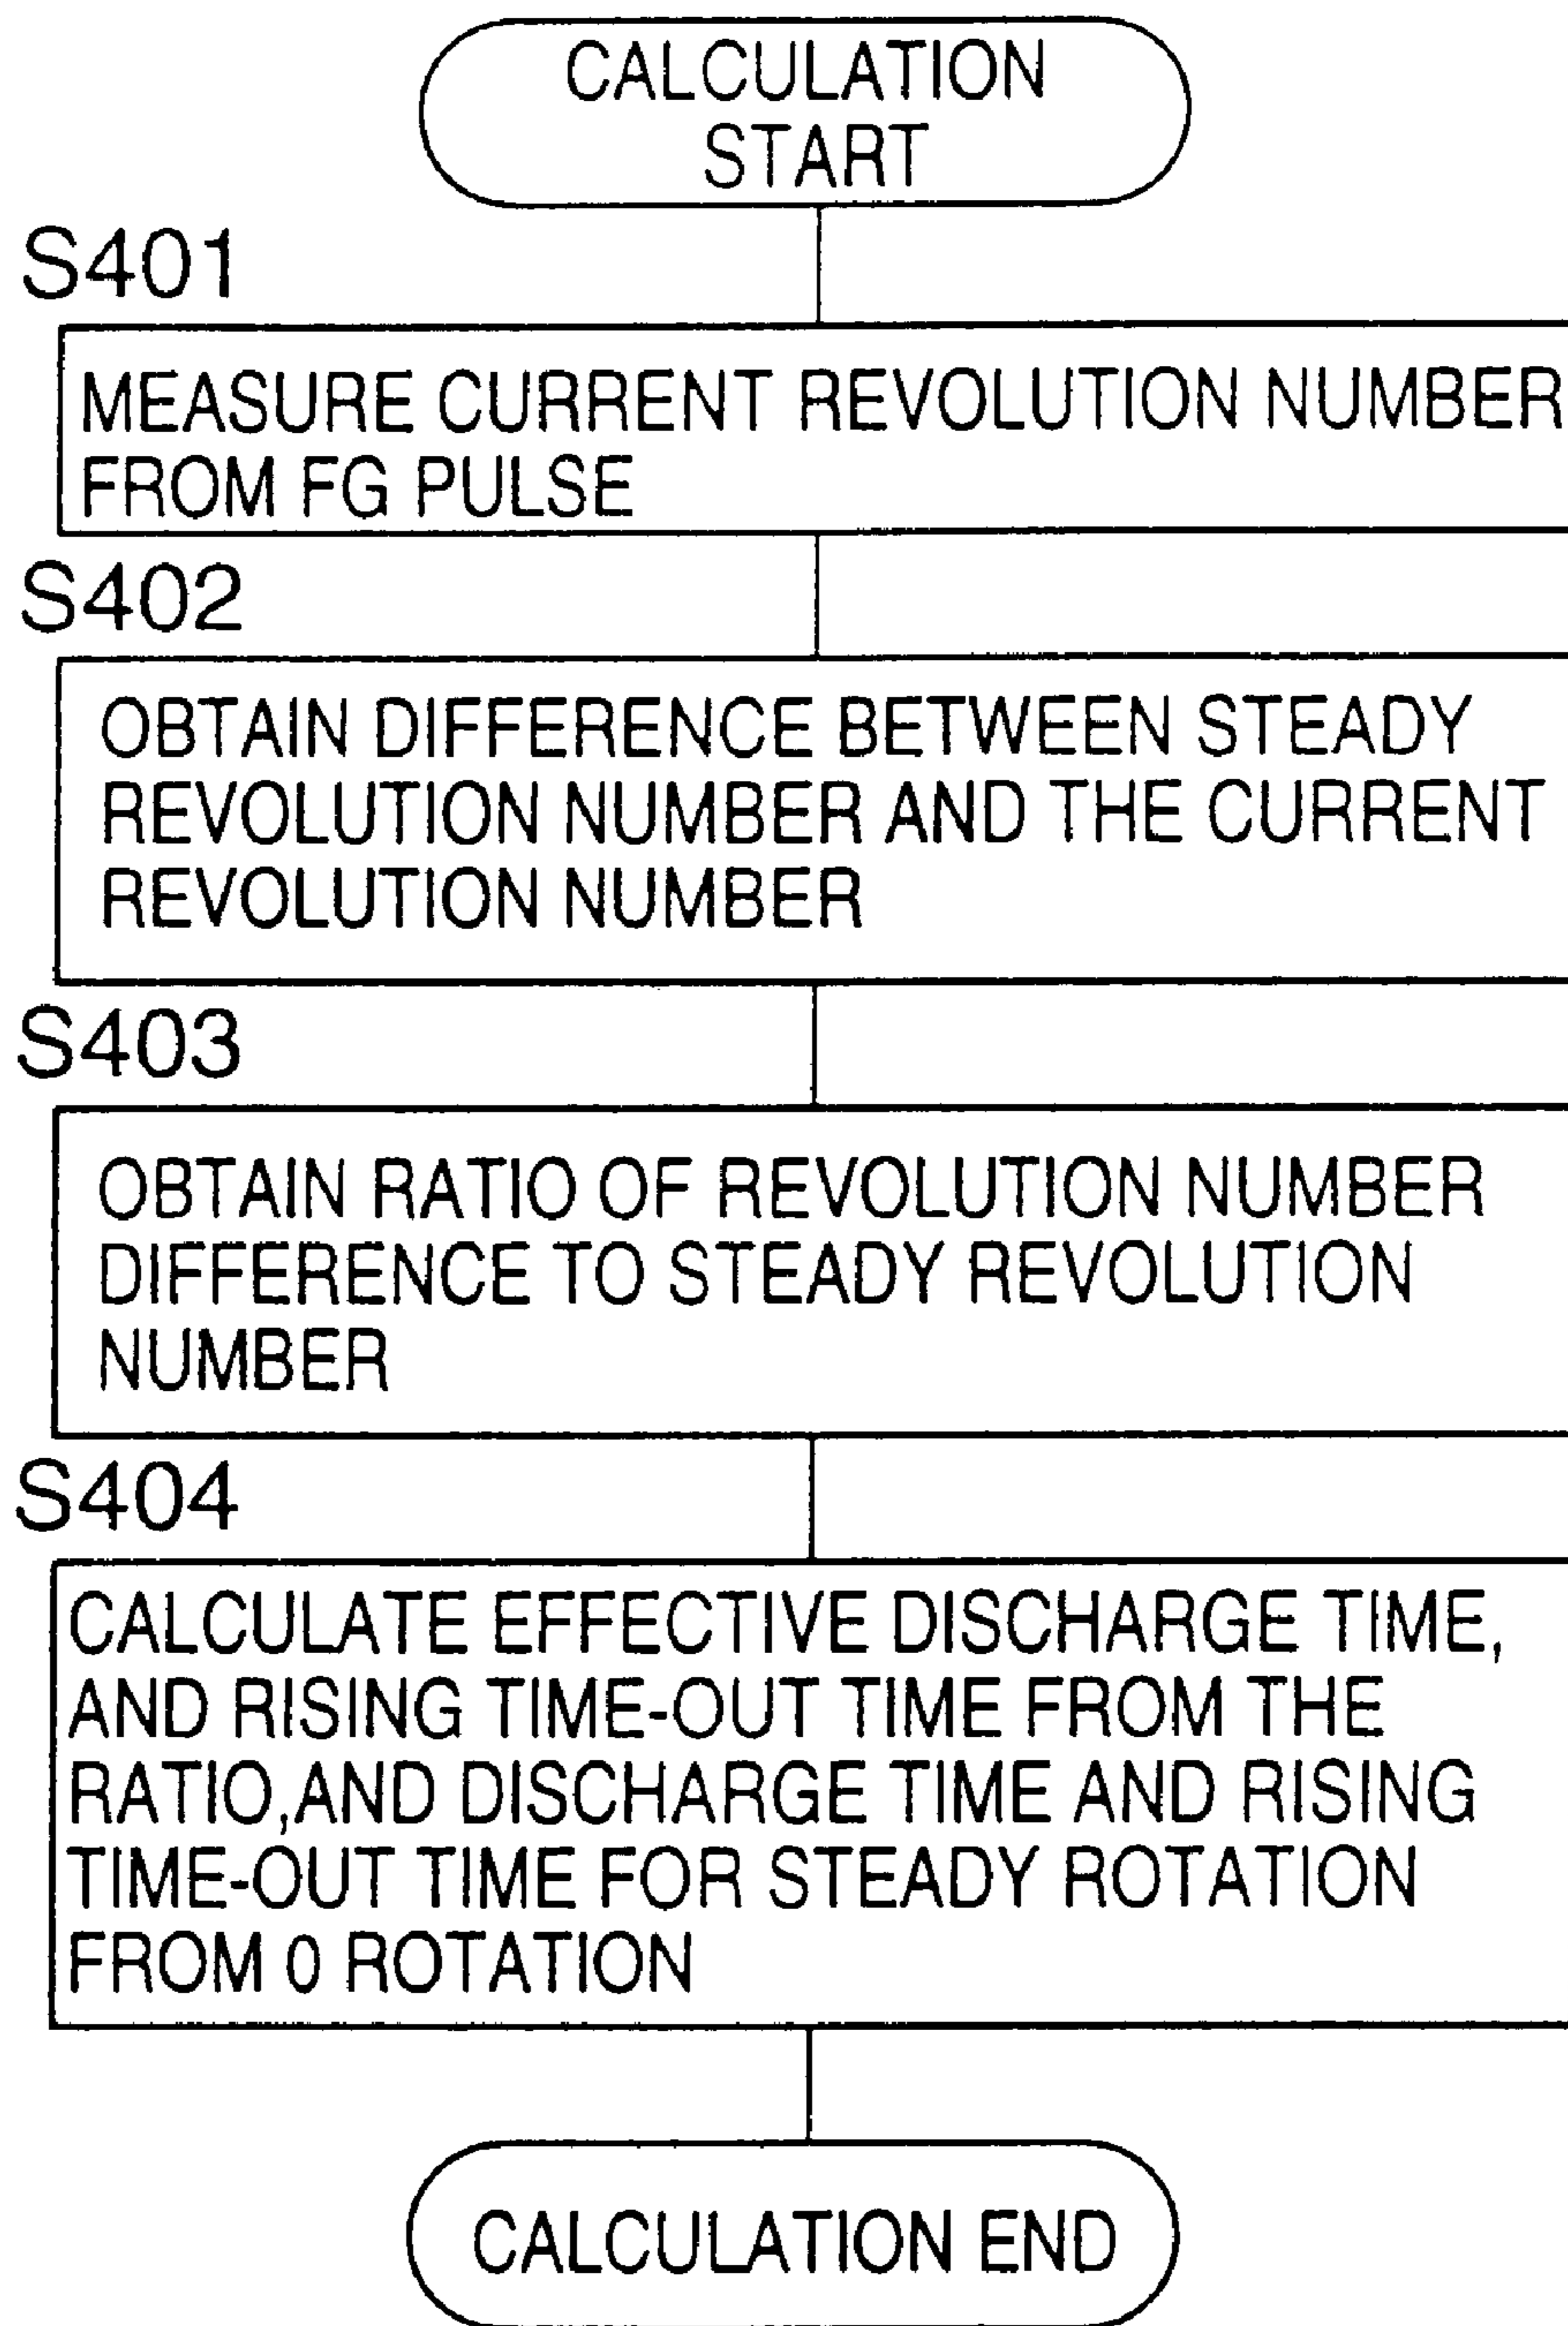 CALCULATION
START
S401
MEASURE CURRENT REVOLUTION NUMBER
FROM FG PULSE
S402
OBTAIN DIFFERENCE BETWEEN STEADY
REVOLUTION NUMBER AND THE CURRENT
REVOLUTION NUMBER
S403
OBTAIN RATIO OF REVOLUTION NUMBER
DIFFERENCE TO STEADY REVOLUTION
NUMBER
S404
CALCULATE EFFECTIVE DISCHARGE TIME,
AND RISING TIME-OUT TIME FROM THE
RATIO,AND DISCHARGE TIME AND RISING
TIME-OUT TIME FOR STEADY ROTATION
FROM 0 ROTATION
CALCULATION END